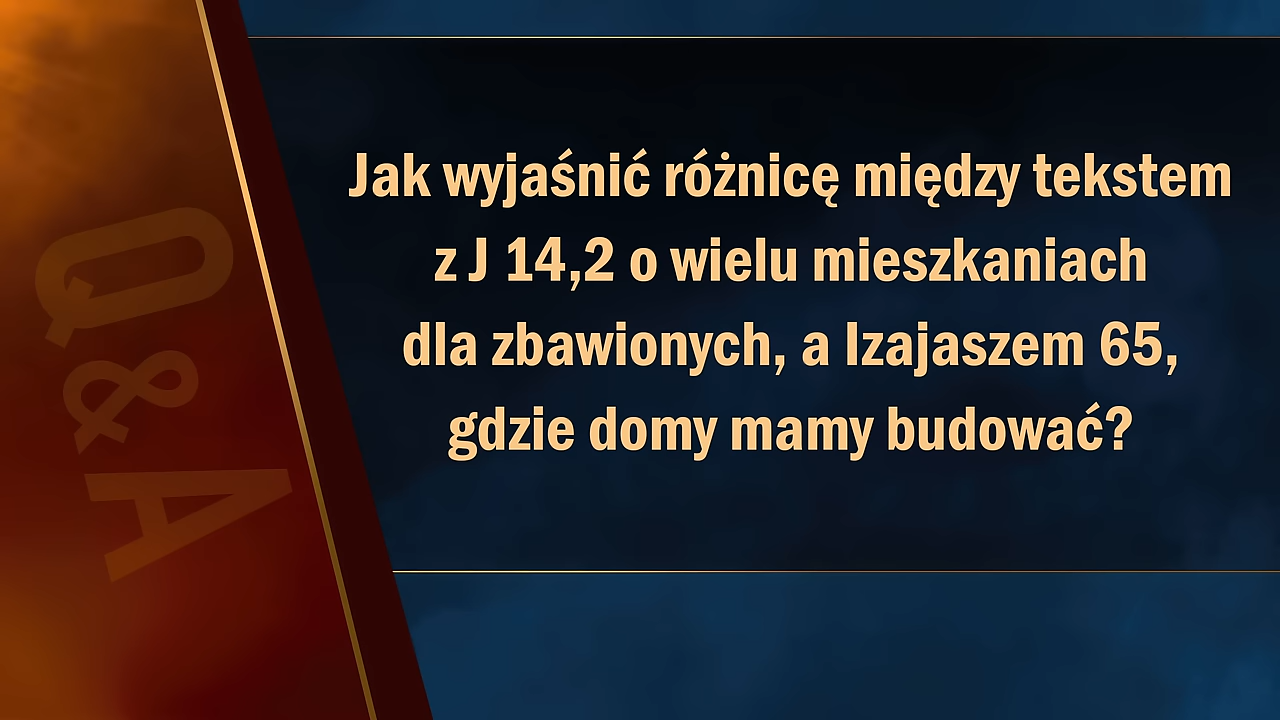 Q & A
Jak wyjaśnić różnicę między tekstem
z J 14,2 o wielu mieszkaniach
dla zbawionych, a Izajaszem 65,
gdzie domy mamy budować?